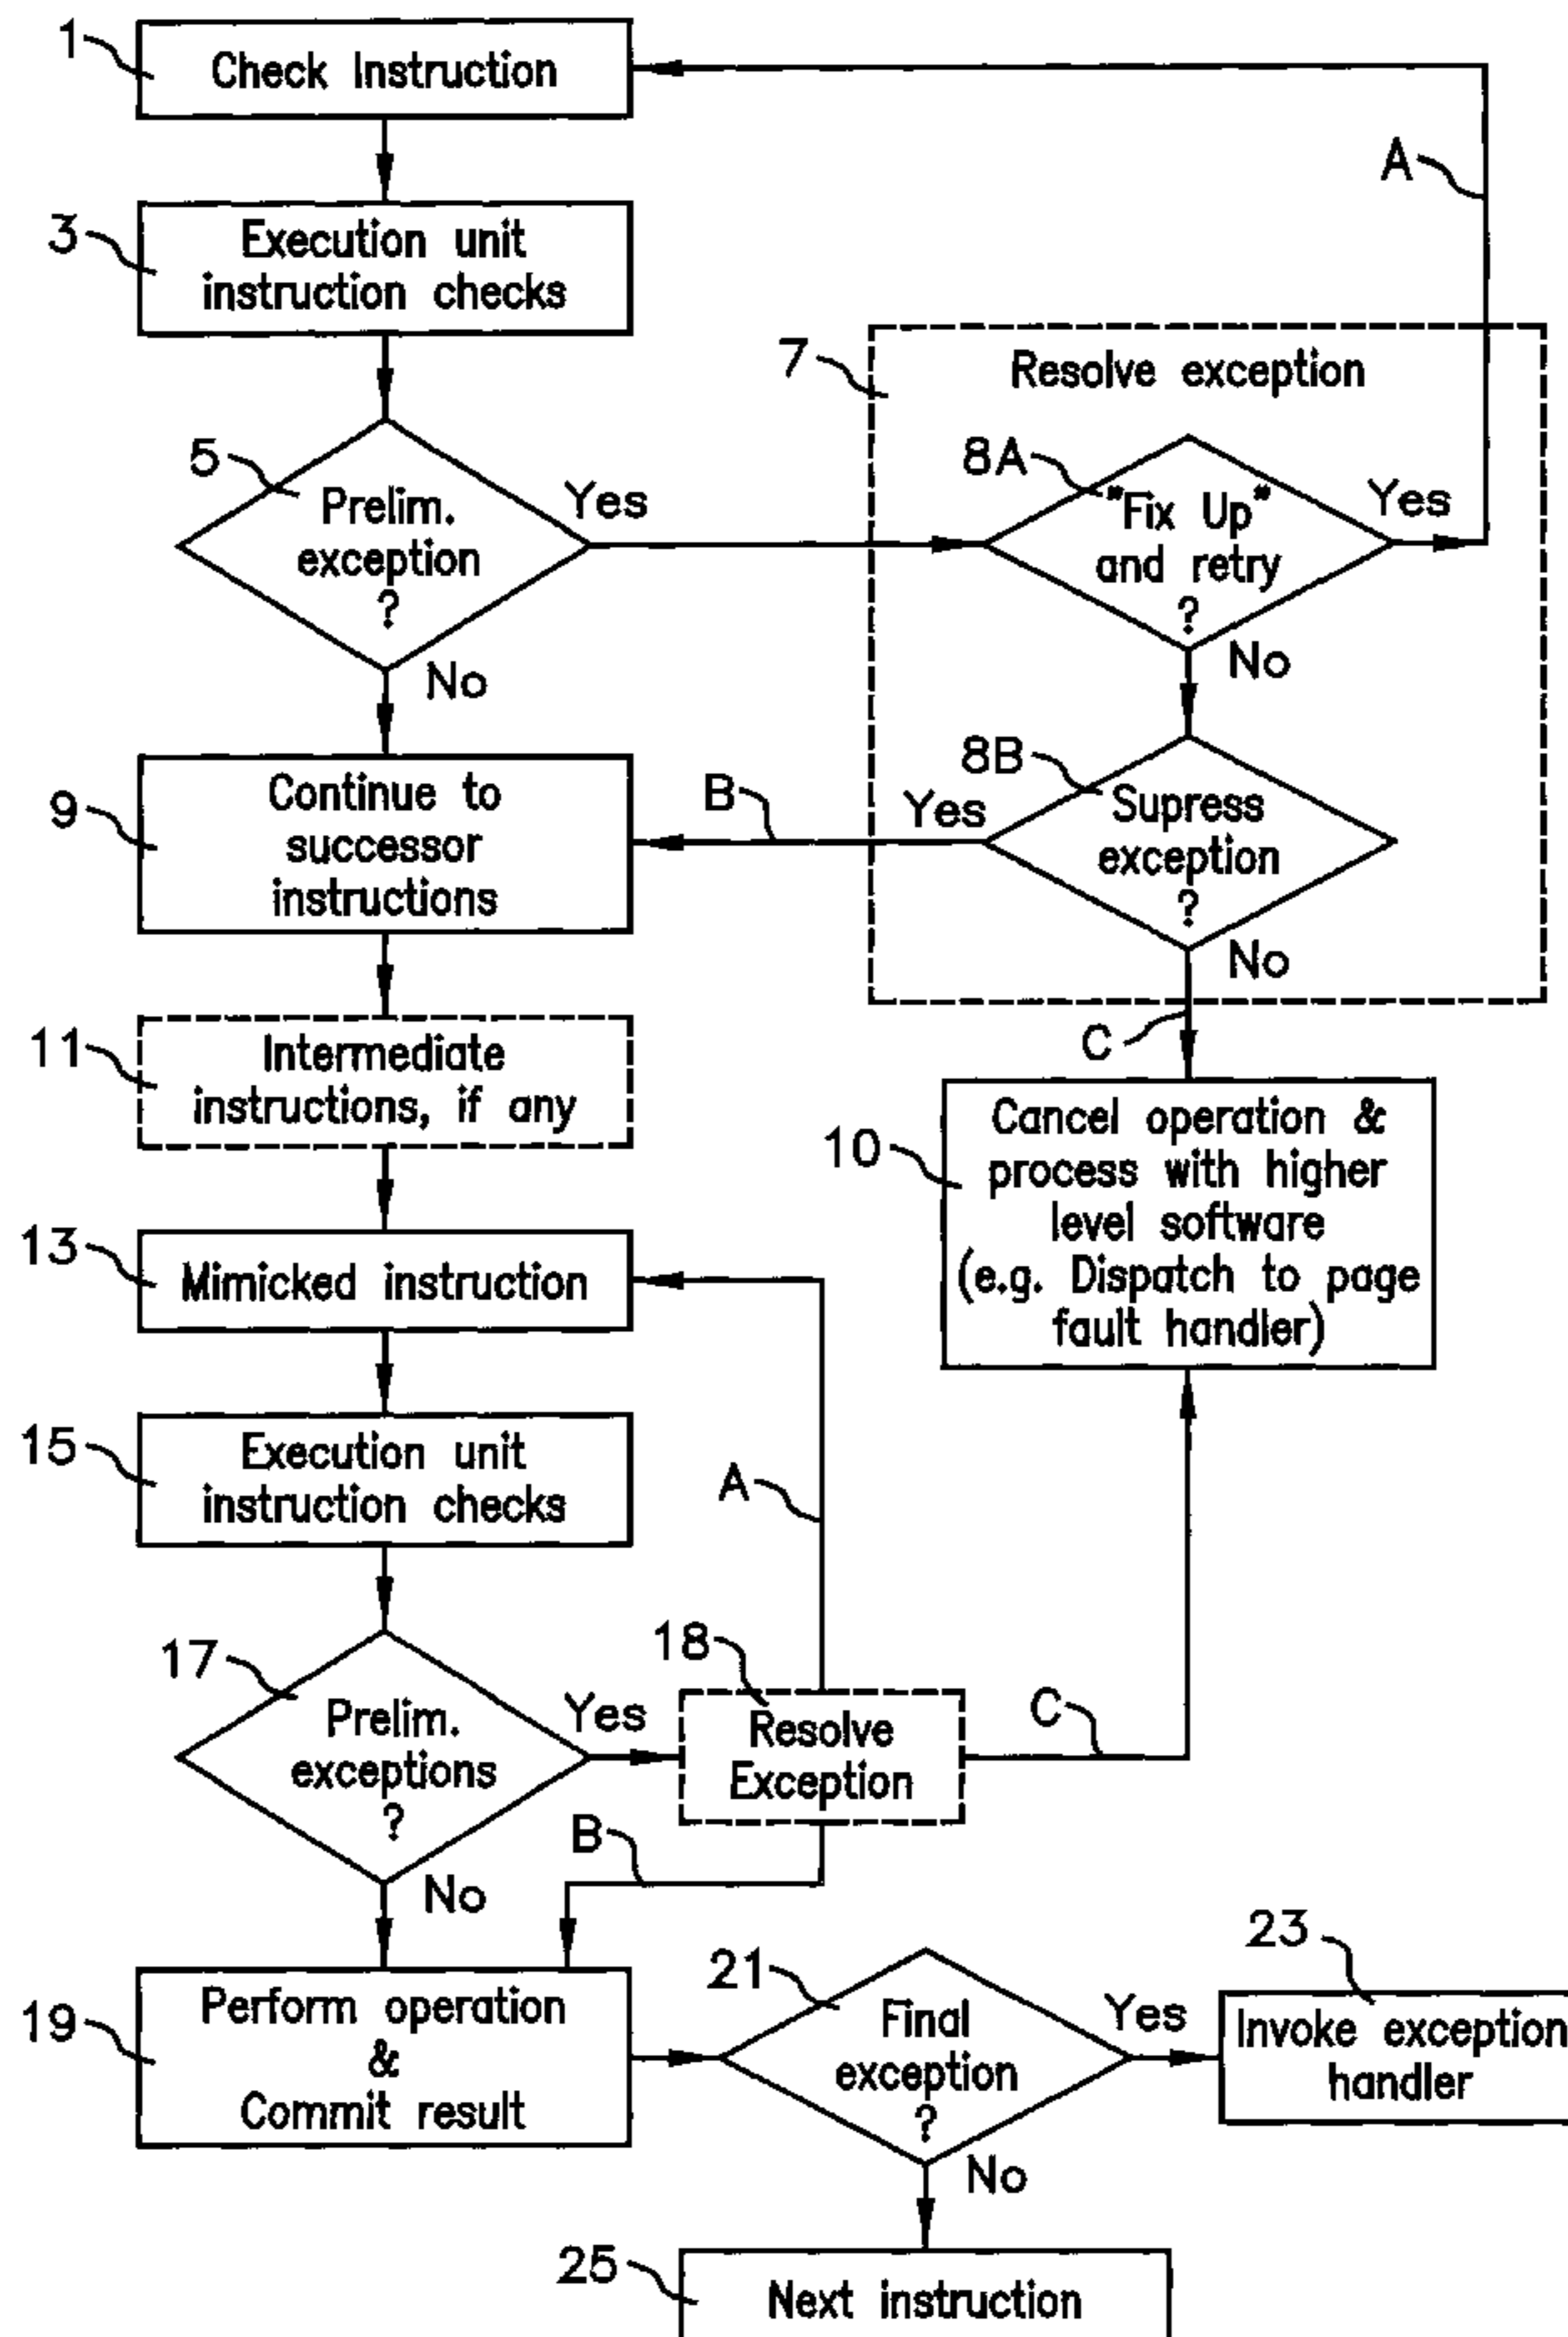 1
Check Instruction
A
3
Execution unit
instruction checks
7
Resolve exception
5
Prelim.
exception
?
Yes
No
8A
"Fix Up"
and retry
?
Yes
No
8B
Supress
exception
?
Yes
No
B
9
Continue to
successor
instructions
C
11
Intermediate
instructions, if any
10
Cancel operation &
process with higher
level software
(e.g. Dispatch to page
fault handler)
13
Mimicked instruction
15
Execution unit
instruction checks
A
17
Prelim.
exceptions
?
Yes
No
18
Resolve
Exception
C
B
19
Perform operation
&
Commit result
21
Final
exception
?
Yes
No
23
Invoke exception
handler
25
Next instruction